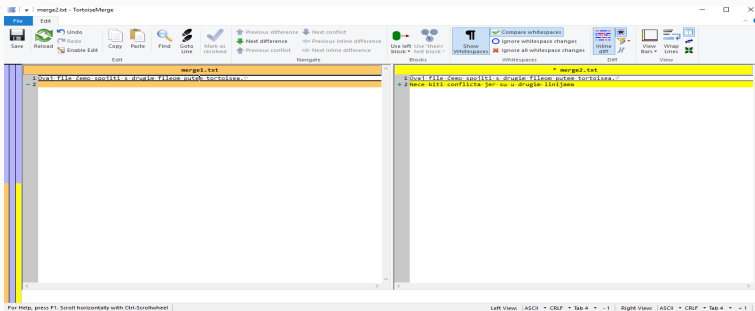 merge2.txt - TortoiseMerge
File Edit
Save Reload Undo Redo Enable Edit Copy Paste Find Goto Line Mark as resolved
Previous difference Next conflict
Next difference Previous inline difference
Previous conflict Next inline difference
Use left block Use 'theirs' text block
Show Whitespaces
Compare whitespaces
Ignore whitespace changes
Ignore all whitespace changes
Inline diff
View Bars Wrap Lines
Edit Navigate Blocks Whitespaces Diff View
merge1.txt
1 Ovaj file ćemo spojiti s drugim fileom putem tortoisea.
2
* merge2.txt
1 Ovaj file ćemo spojiti s drugim fileom putem tortoisea.
2 Nece biti conflicta jer su u drugim linijama
For Help, press F1. Scroll horizontally with Ctrl-Scrollwheel
Left View: ASCII CRLF Tab 4 - 1 Right View: ASCII CRLF Tab 4 + 1